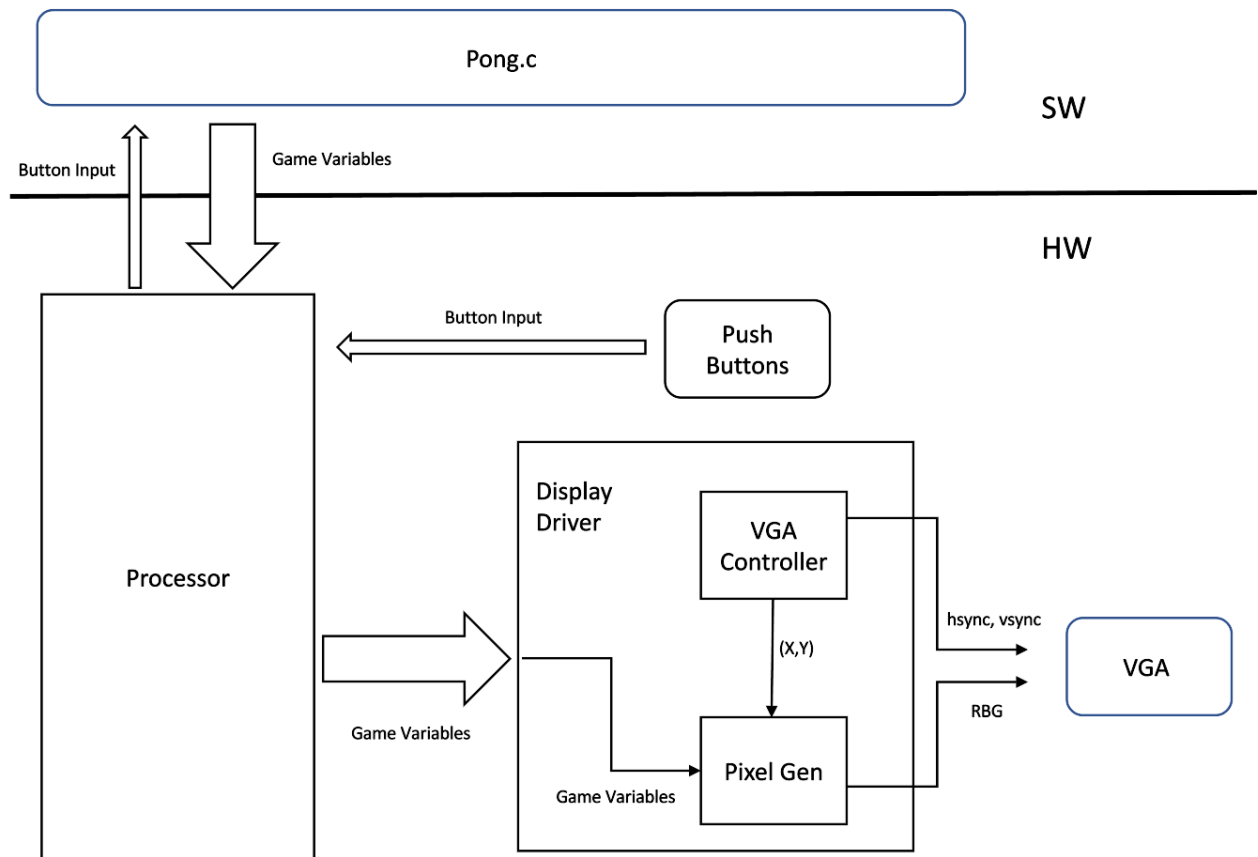 Pong.c
SW
Button Input
Game Variables
HW
Button Input
Push
Buttons
Display
Driver
VGA
Controller
Processor
hsync, vsync
(X,Y)
VGA
RBG
Game Variables
Pixel Gen
Game Variables